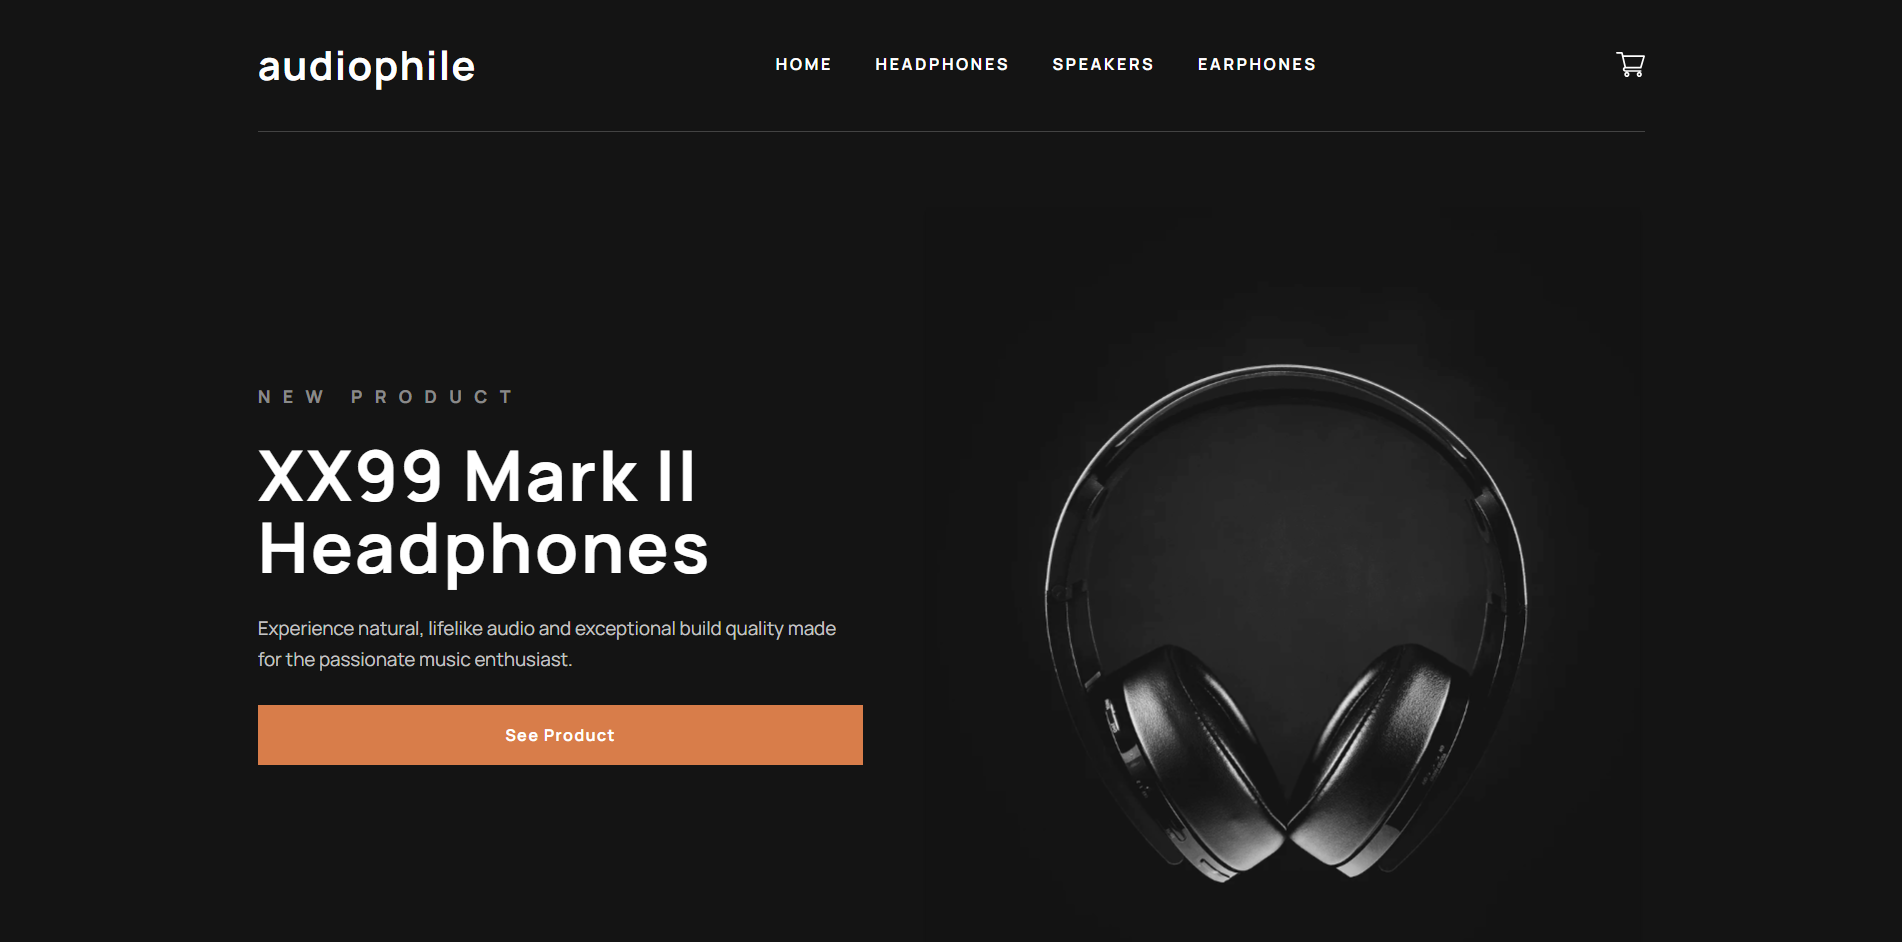 audiophile
HOME HEADPHONES SPEAKERS EARPHONES
NEW PRODUCT
XX99 Mark II
Headphones
Experience natural, lifelike audio and exceptional build quality made
for the passionate music enthusiast.
See Product